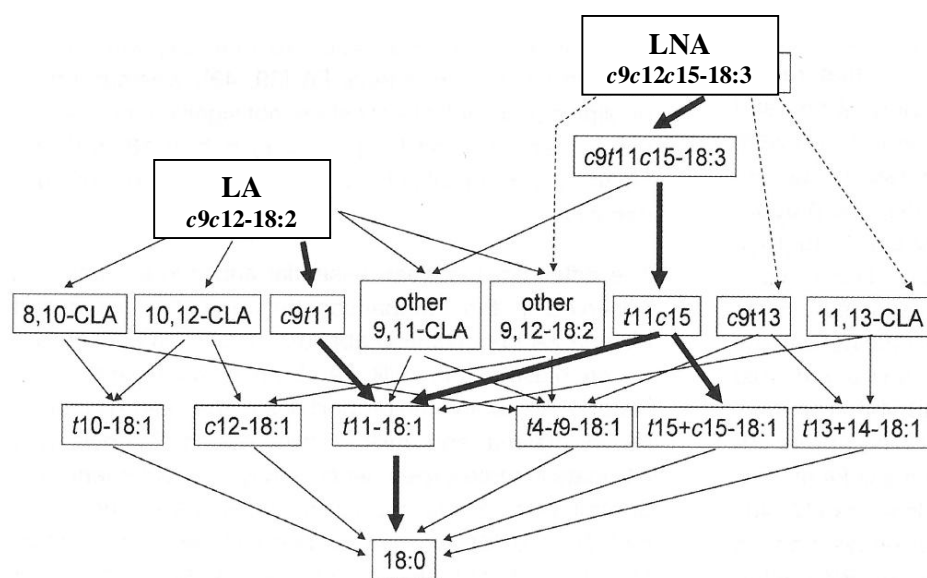 LNA
c9c12c15-18:3
c9t11c15-18:3
LA
c9c12-18:2
8,10-CLA
10,12-CLA
c9t11
other
9,11-CLA
other
9,12-18:2
t11c15
c9t13
11,13-CLA
t10-18:1
c12-18:1
t11-18:1
t4-t9-18:1
t15+c15-18:1
t13+14-18:1
18:0